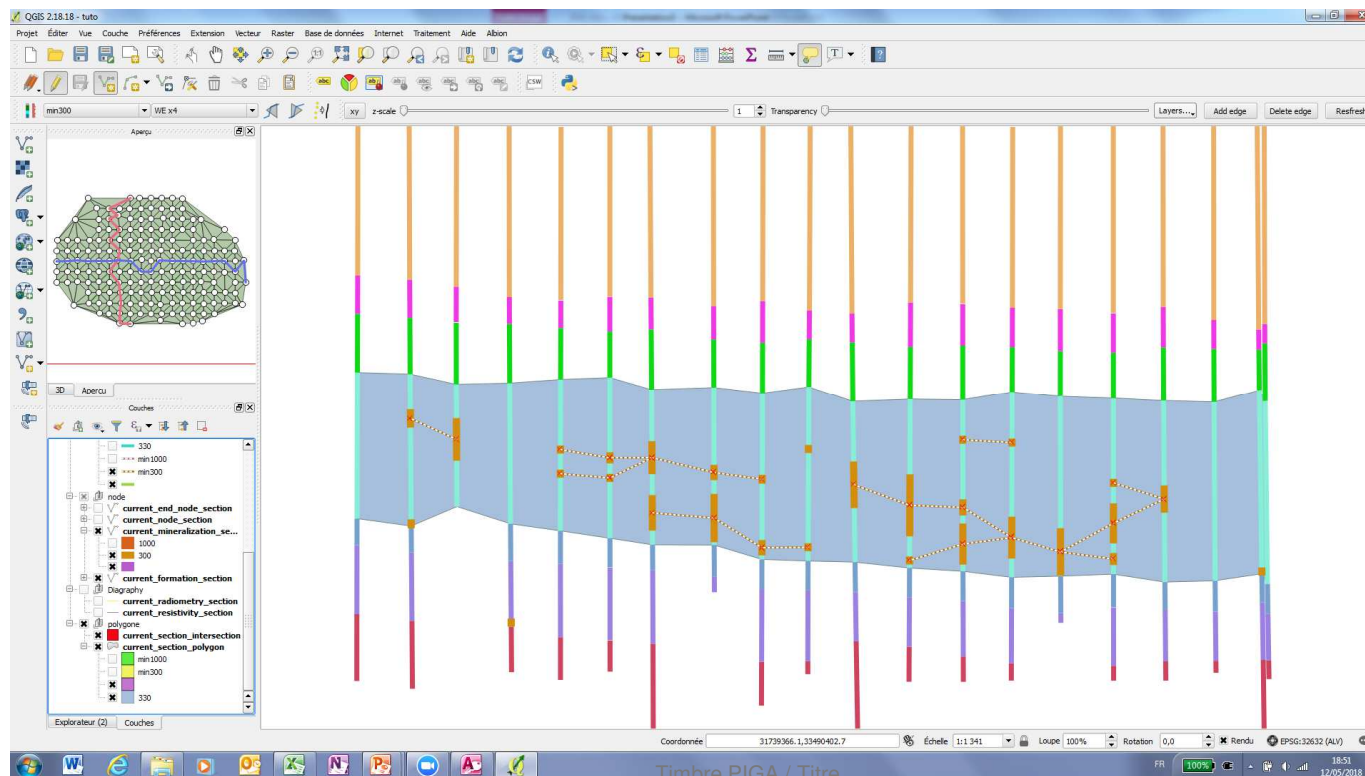 QGIS 2.18.18 - tuto
Projet Éditer Vue Couche Préférences Extension Vecteur Raster Base de données Internet Traitement Aide Albion
abc
CSW
min300 WE x4 xy z-scale 1 Transparency Layers... Add edge Delete edge Resfresh
Aperçu
3D Apercu
Couches
330
min1000
min300
node
current_end_node_section
current_node_section
current_mineralization_se...
1000
300
current_formation_section
Diagraphy
current_radiometry_section
current_resistivity_section
polygone
current_section_intersection
current_section_polygon
min1000
min300
330
Explorateur (2) Couches
Coordonnée 31739366.1,33490402.7 Échelle 1:1 341 Loupe 100% Rotation 0,0 Rendu EPSG:32632 (ALV)
Timbre PIGA / Titre
FR 100% 18:51
12/05/2018